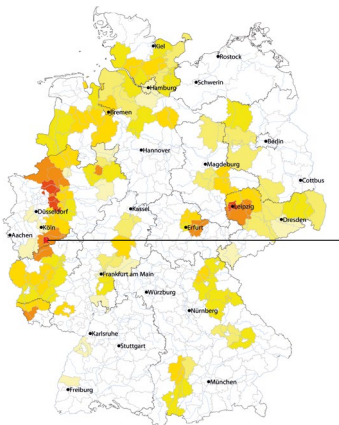 Kiel
Rostock
Schwerin
Hamburg
Bremen
Berlin
Hannover
Magdeburg
Cottbus
Düsseldorf
Kassel
Leipzig
Dresden
Köln
Erfurt
Aachen
Frankfurt am Main
Würzburg
Nürnberg
Karlsruhe
Stuttgart
München
Freiburg